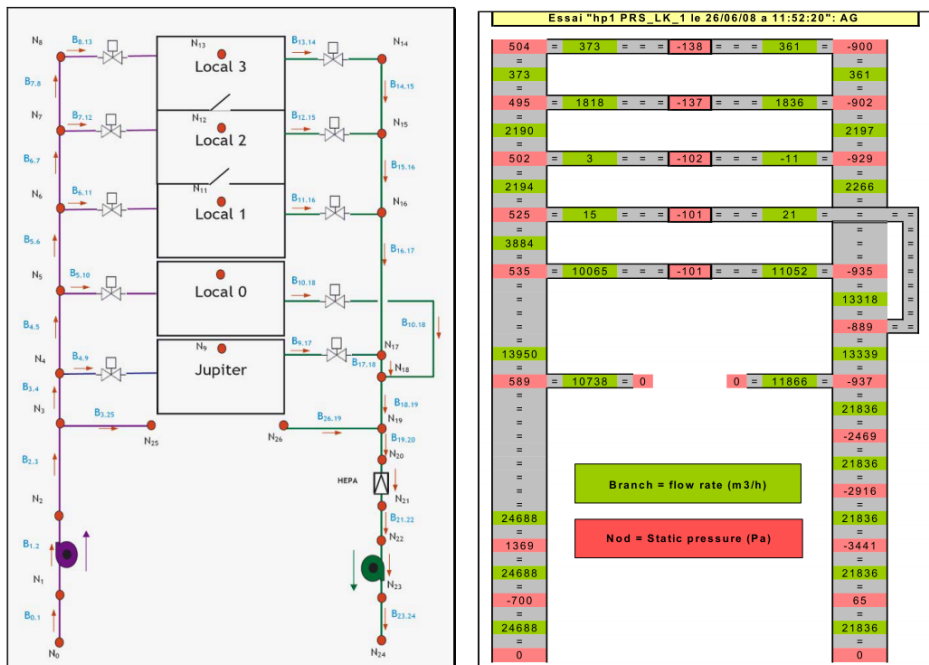 N8
B8.13
N13
B13.14
N14
Local 3
B7.8
B14.15
N7
B7.12
N12
B12.15
N15
Local 2
B6.7
B15.16
N6
B6.11
N11
B11.16
N16
Local 1
B5.6
B16.17
N5
B5.10
Local 0
B10.18
B4.5
B10.18
N4
B4.9
N9
B9.17
N17
B17.18
N18
Jupiter
B3.4
N3
B3.25
N25
B26.19
N26
B18.19
N19
B19.20
N20
B2.3
HEPA
N21
N2
B21.22
B1.2
N22
N1
N23
B0.1
B23.24
N0
N24
Essai "hp1 PRS_LK_1 le 26/06/08 a 11:52:20": AG
504 = 373 = = = -138 = = = 361 = -900
= =
373 361
= =
495 = 1818 = = = -137 = = = 1836 = -902
= =
2190 2197
= =
502 = 3 = = = -102 = = = -11 = -929
= =
2194 2266
= =
525 = 15 = = = -101 = = = 21 = = = =
= = =
3884 = =
= = =
535 = 10065 = = = -101 = = = 11052 = -935 =
= = =
= 13318 =
= = =
= -889 = =
= =
13950 13339
= =
589 = 10738 = 0 0 = 11866 = -937
= =
= 21836
= =
= -2469
= =
= 21836
Branch = flow rate (m3/h)
= =
= -2916
= =
24688 21836
= =
1369 -3441
Nod = Static pressure (Pa)
= =
24688 21836
= =
-700 65
= =
24688 21836
= =
0 0